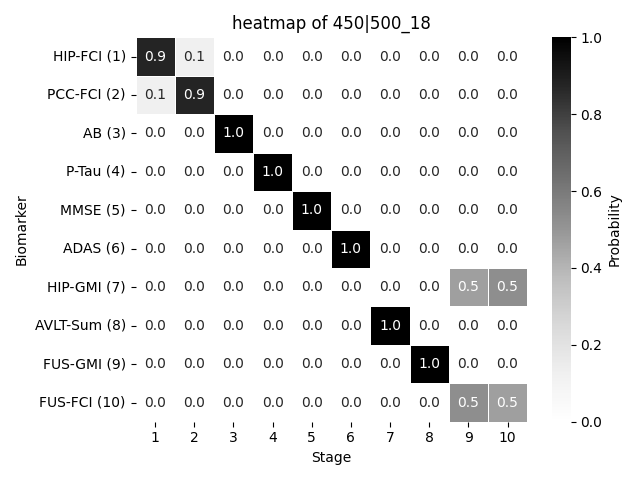 heatmap of 450|500_18
HIP-FCI (1) 0.9 0.1 0.0 0.0 0.0 0.0 0.0 0.0 0.0 0.0
PCC-FCI (2) 0.1 0.9 0.0 0.0 0.0 0.0 0.0 0.0 0.0 0.0
AB (3) 0.0 0.0 1.0 0.0 0.0 0.0 0.0 0.0 0.0 0.0
P-Tau (4) 0.0 0.0 0.0 1.0 0.0 0.0 0.0 0.0 0.0 0.0
MMSE (5) 0.0 0.0 0.0 0.0 1.0 0.0 0.0 0.0 0.0 0.0
ADAS (6) 0.0 0.0 0.0 0.0 0.0 1.0 0.0 0.0 0.0 0.0
HIP-GMI (7) 0.0 0.0 0.0 0.0 0.0 0.0 0.0 0.0 0.5 0.5
AVLT-Sum (8) 0.0 0.0 0.0 0.0 0.0 0.0 1.0 0.0 0.0 0.0
FUS-GMI (9) 0.0 0.0 0.0 0.0 0.0 0.0 0.0 1.0 0.0 0.0
FUS-FCI (10) 0.0 0.0 0.0 0.0 0.0 0.0 0.0 0.0 0.5 0.5
1 2 3 4 5 6 7 8 9 10
Stage
Biomarker
1.0
0.8
0.6
0.4
0.2
0.0
Probability